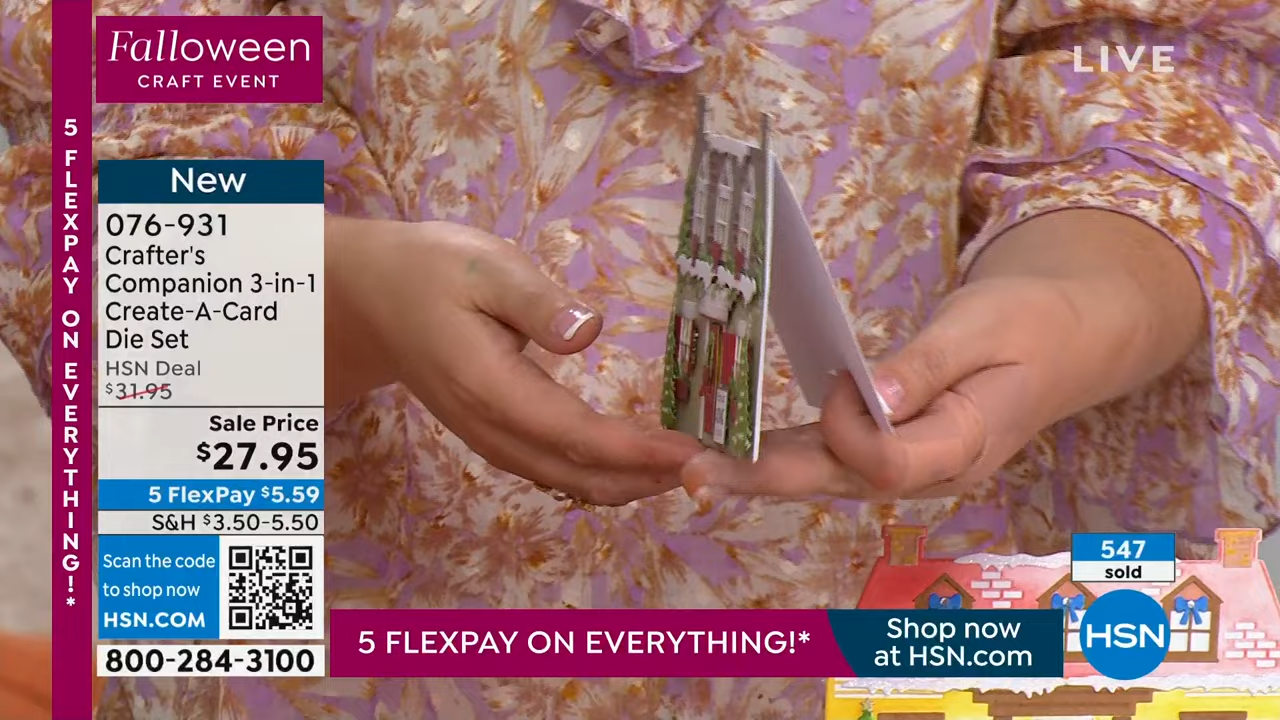 Falloween
CRAFT EVENT
LIVE
5 FLEXPAY ON EVERYTHING!*
New
076-931
Crafter's
Companion 3-in-1
Create-A-Card
Die Set
HSN Deal
$31.95
Sale Price
$27.95
5 FlexPay $5.59
S&H $3.50-5.50
Scan the code
to shop now
HSN.COM
800-284-3100
5 FLEXPAY ON EVERYTHING!*
Shop now
at HSN.com
547
sold
HSN